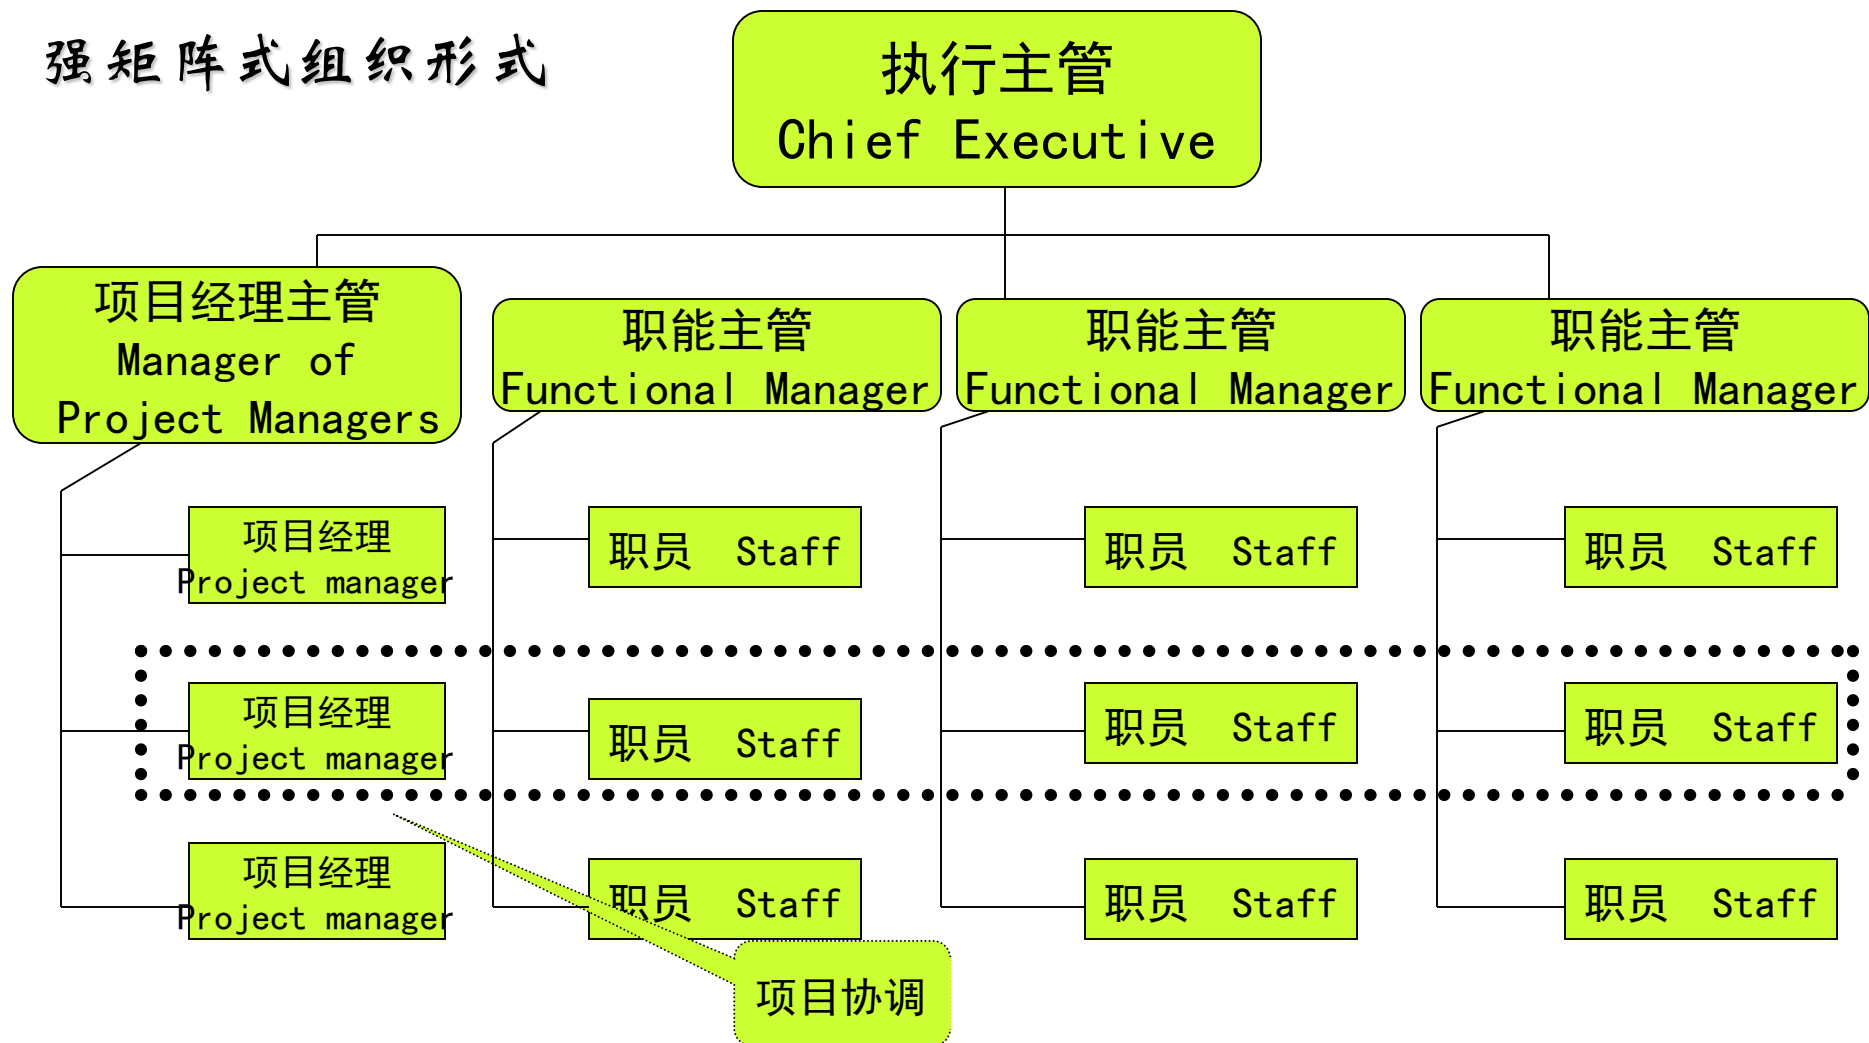 强矩阵式组织形式
执行主管
Chief Executive
项目经理主管
Manager of
Project Managers
职能主管
Functional Manager
职能主管
Functional Manager
职能主管
Functional Manager
项目经理
Project manager
职员 Staff
职员 Staff
职员 Staff
项目经理
Project manager
职员 Staff
职员 Staff
职员 Staff
项目经理
Project manager
职员 Staff
职员 Staff
职员 Staff
项目协调